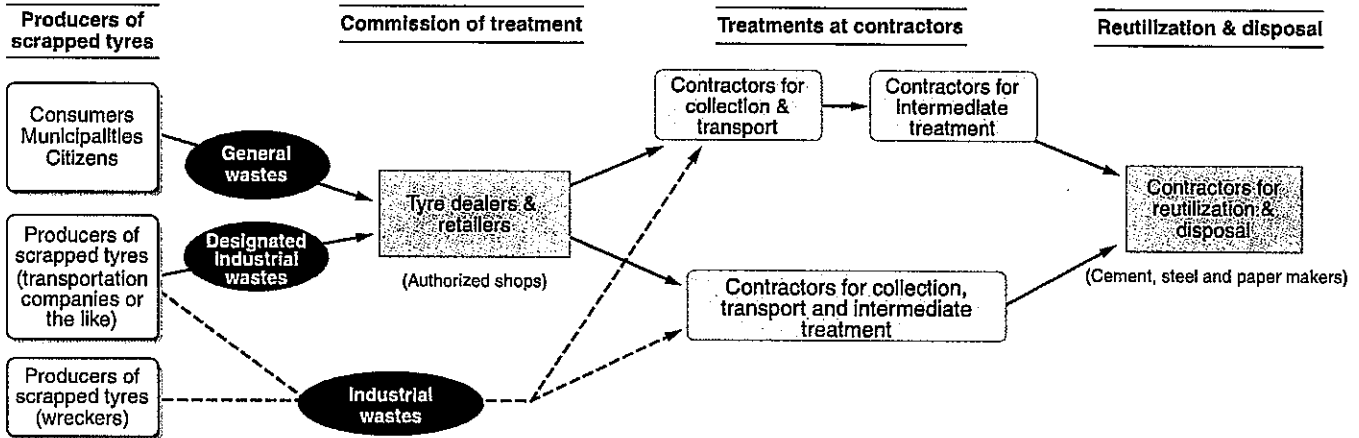 Producers of
scrapped tyres
Commission of treatment
Treatments at contractors
Reutilization & disposal
Consumers
Municipalities
Citizens
General
wastes
Producers of
scrapped tyres
(transportation
companies or
the like)
Designated
Industrial
wastes
Producers of
scrapped tyres
(wreckers)
Industrial
wastes
Tyre dealers &
retailers
(Authorized shops)
Contractors for
collection &
transport
Contractors for
intermediate
treatment
Contractors for collection,
transport and intermediate
treatment
Contractors for
reutilization &
disposal
(Cement, steel and paper makers)